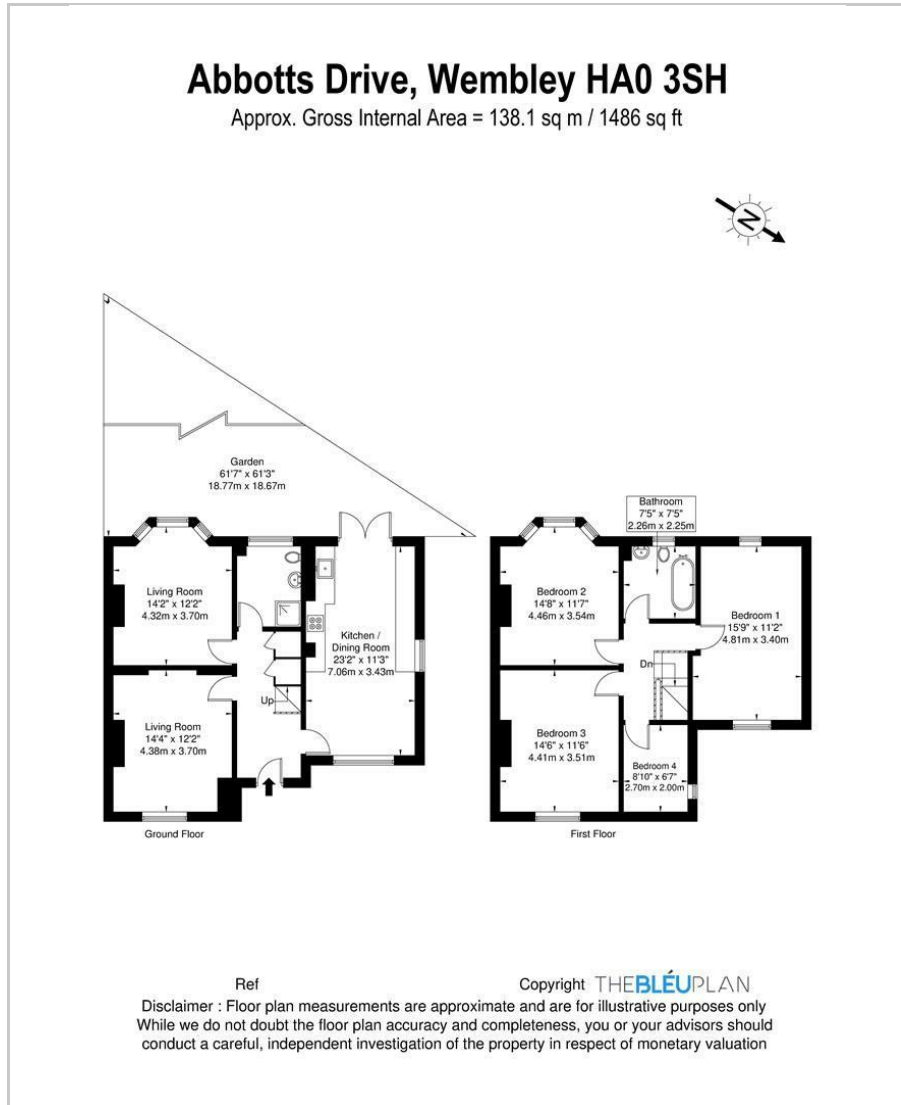 Abbotts Drive, Wembley HA0 3SH
Approx. Gross Internal Area = 138.1 sq m / 1486 sq ft
N
Garden
61'7" x 61'3"
18.77m x 18.67m
Living Room
14'2" x 12'2"
4.32m x 3.70m
Kitchen /
Dining Room
23'2" x 11'3"
7.06m x 3.43m
Up
Living Room
14'4" x 12'2"
4.38m x 3.70m
Ground Floor
Bathroom
7'5" x 7'5"
2.26m x 2.25m
Bedroom 2
14'8" x 11'7"
4.46m x 3.54m
Bedroom 1
15'9" x 11'2"
4.81m x 3.40m
Dn
Bedroom 3
14'6" x 11'6"
4.41m x 3.51m
Bedroom 4
8'10" x 6'7"
2.70m x 2.00m
First Floor
Ref
Copyright THEBLÉUPLAN
Disclaimer : Floor plan measurements are approximate and are for illustrative purposes only
While we do not doubt the floor plan accuracy and completeness, you or your advisors should
conduct a careful, independent investigation of the property in respect of monetary valuation